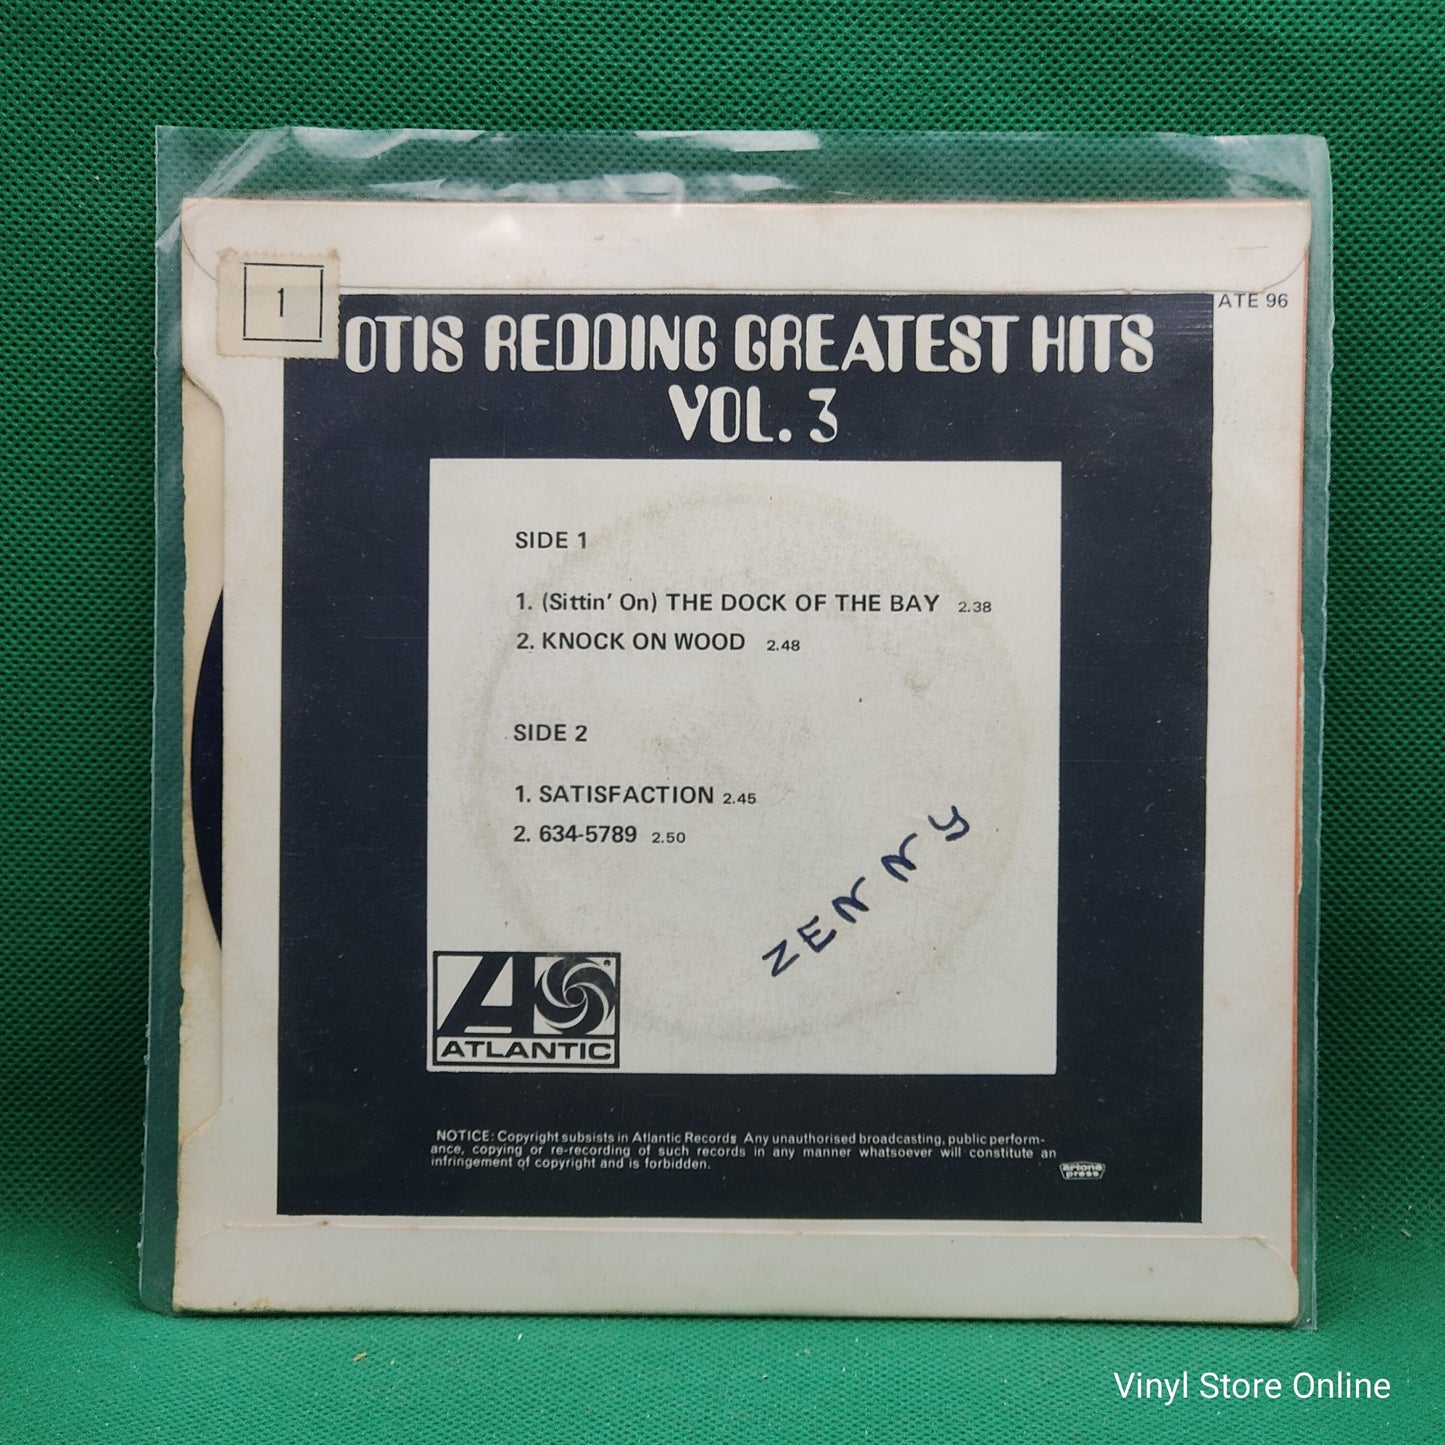 1
ATE 96
OTIS REDDING GREATEST HITS
VOL. 3
SIDE 1
1. (Sittin' On) THE DOCK OF THE BAY 2.38
2. KNOCK ON WOOD 2.48
SIDE 2
1. SATISFACTION 2.45
2. 634-5789 2.50
ZENNY
ATLANTIC
NOTICE: Copyright subsists in Atlantic Records Any unauthorised broadcasting, public perform-
ance, copying or re-recording of such records in any manner whatsoever will constitute an
infringement of copyright and is forbidden.
artone
press
Vinyl Store Online